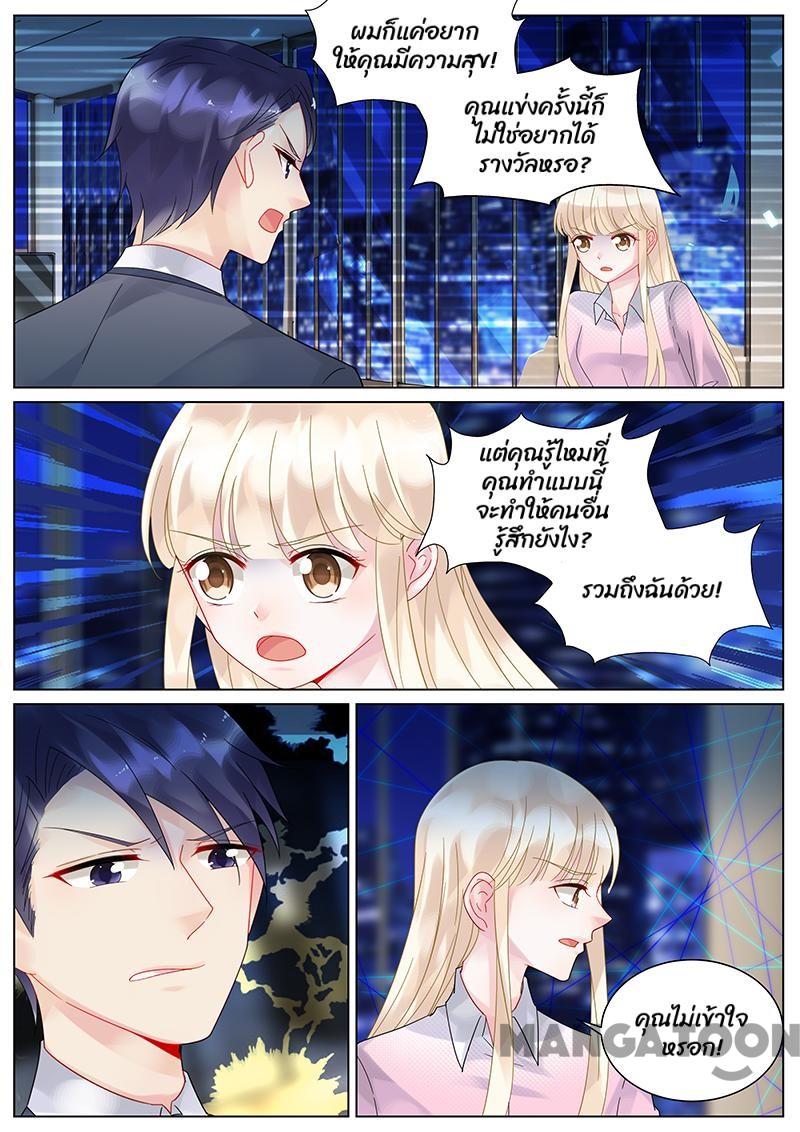 ผมก็แค่อยาก
ให้คุณมีความสุข!
คุณแข่งครั้งนี้ก็
ไม่ใช่อยากได้
รางวัลหรอ?
แต่คุณรู้ไหมที่
คุณทำแบบนี้
จะทำให้คนอื่น
รู้สึกยังไง?
รวมถึงฉันด้วย!
คุณไม่เข้าใจ
หรอก!
MANGATOON